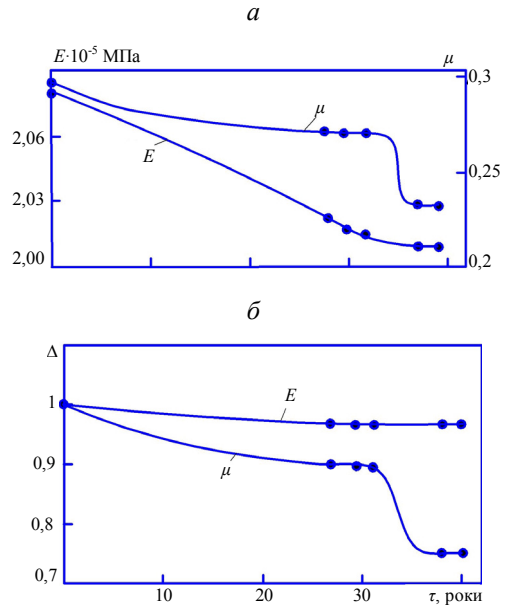 а
E·10⁻⁵ МПа μ
0,3
μ
2,06
E
0,25
2,03
2,00
0,2
б
Δ
1
E
0,9
μ
0,8
0,7
10 20 30 τ, роки